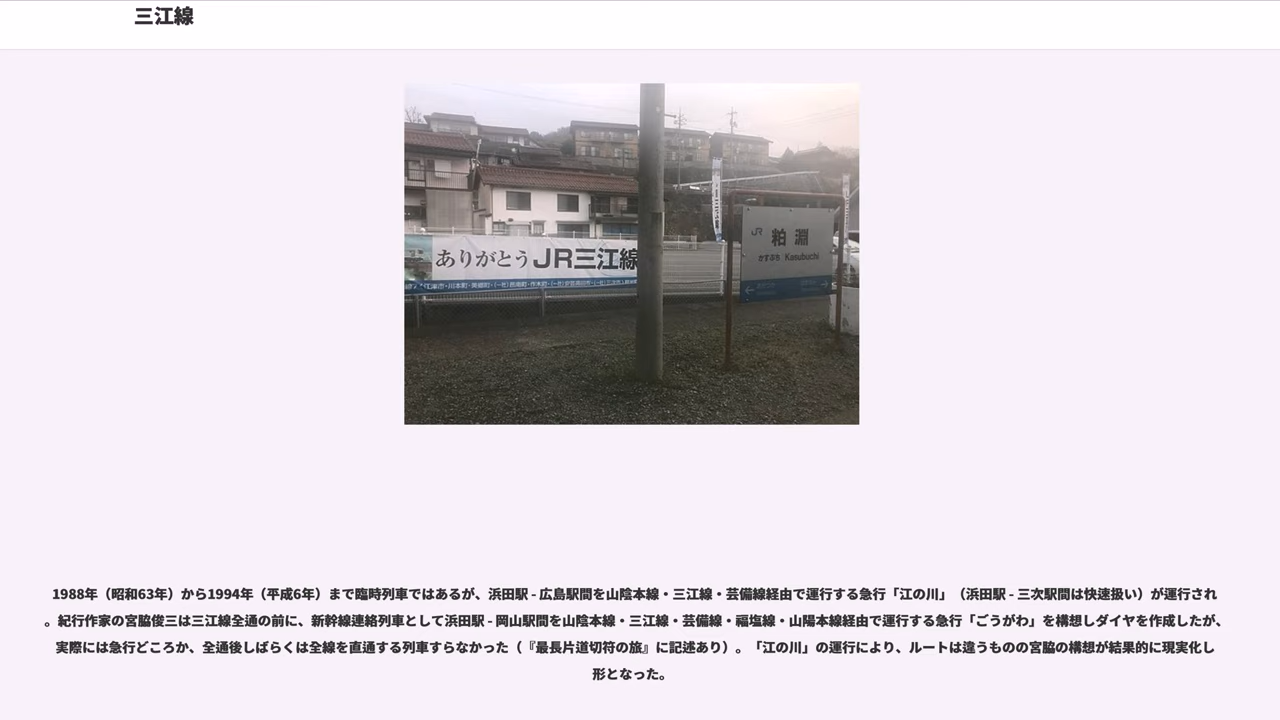 三江線
ありがとうJR三江線
JR 粕淵
かすぶち Kasubuchi
1988年（昭和63年）から1994年（平成6年）まで臨時列車ではあるが、浜田駅 - 広島駅間を山陰本線・三江線・芸備線経由で運行する急行「江の川」（浜田駅 - 三次駅間は快速扱い）が運行され
。紀行作家の宮脇俊三は三江線全通の前に、新幹線連絡列車として浜田駅 - 岡山駅間を山陰本線・三江線・芸備線・福塩線・山陽本線経由で運行する急行「ごうがわ」を構想しダイヤを作成したが、
実際には急行どころか、全通後しばらくは全線を直通する列車すらなかった（『最長片道切符の旅』に記述あり）。「江の川」の運行により、ルートは違うものの宮脇の構想が結果的に現実化し
形となった。